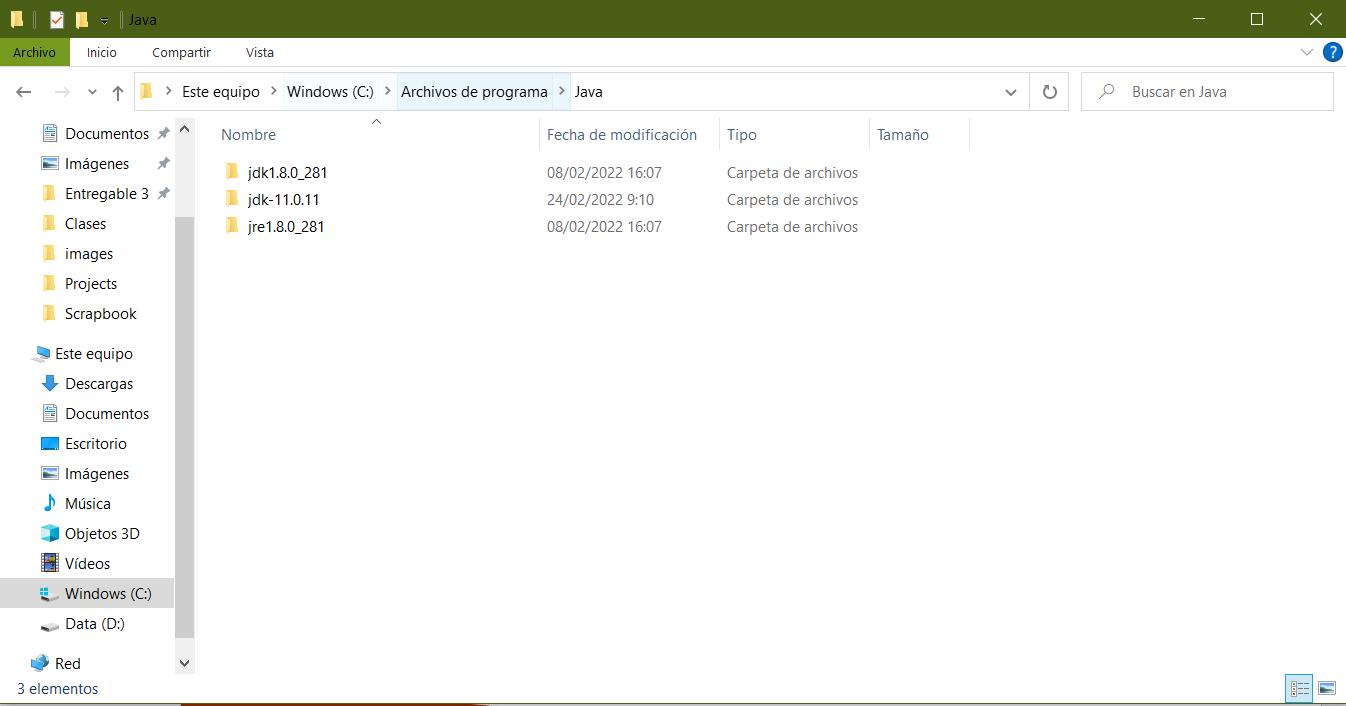 Java
Archivo Inicio Compartir Vista
Este equipo Windows (C:) Archivos de programa Java
Buscar en Java
Documentos
Imágenes
Entregable 3
Clases
images
Projects
Scrapbook
Este equipo
Descargas
Documentos
Escritorio
Imágenes
Música
Objetos 3D
Vídeos
Windows (C:)
Data (D:)
Red
Nombre Fecha de modificación Tipo Tamaño
jdk1.8.0_281 08/02/2022 16:07 Carpeta de archivos
jdk-11.0.11 24/02/2022 9:10 Carpeta de archivos
jre1.8.0_281 08/02/2022 16:07 Carpeta de archivos
3 elementos